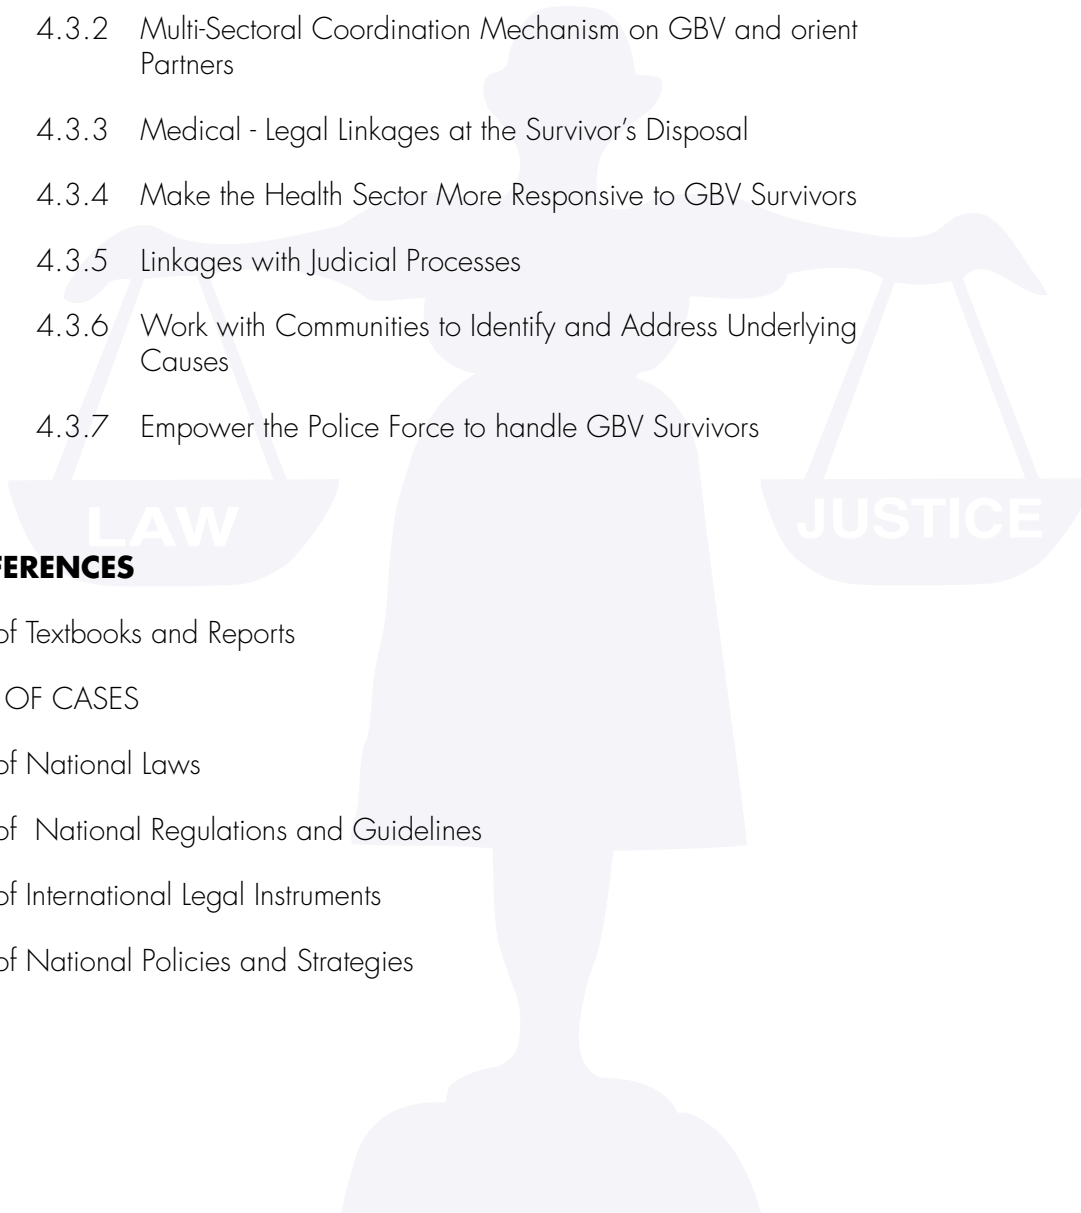 4.3.2 Multi-Sectoral Coordination Mechanism on GBV and orient
Partners
4.3.3 Medical - Legal Linkages at the Survivor's Disposal
4.3.4 Make the Health Sector More Responsive to GBV Survivors
4.3.5 Linkages with Judicial Processes
4.3.6 Work with Communities to Identify and Address Underlying
Causes
4.3.7 Empower the Police Force to handle GBV Survivors
LAW
JUSTICE
FERENCES
of Textbooks and Reports
OF CASES
of National Laws
of National Regulations and Guidelines
of International Legal Instruments
of National Policies and Strategies